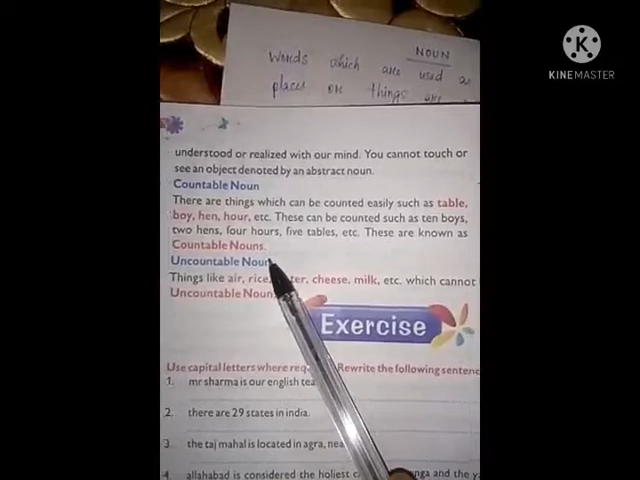 NOUN
Words which are used as
places or things are
K
KINEMASTER
understood or realized with our mind. You cannot touch or
see an object denoted by an abstract noun.
Countable Noun
There are things which can be counted easily such as table,
boy, hen, hour, etc. These can be counted such as ten boys,
two hens, four hours, five tables, etc. These are known as
Countable Nouns.
Uncountable Noun
Things like air, rice, cheese, milk, etc. which cannot
Uncountable Noun
Exercise
Use capital letters where Rewrite the following
1. mr sharma is our english
2. there are 29 states in india.
3. the taj mahal is located in agra,
4. allahabad is considered the holiest and the